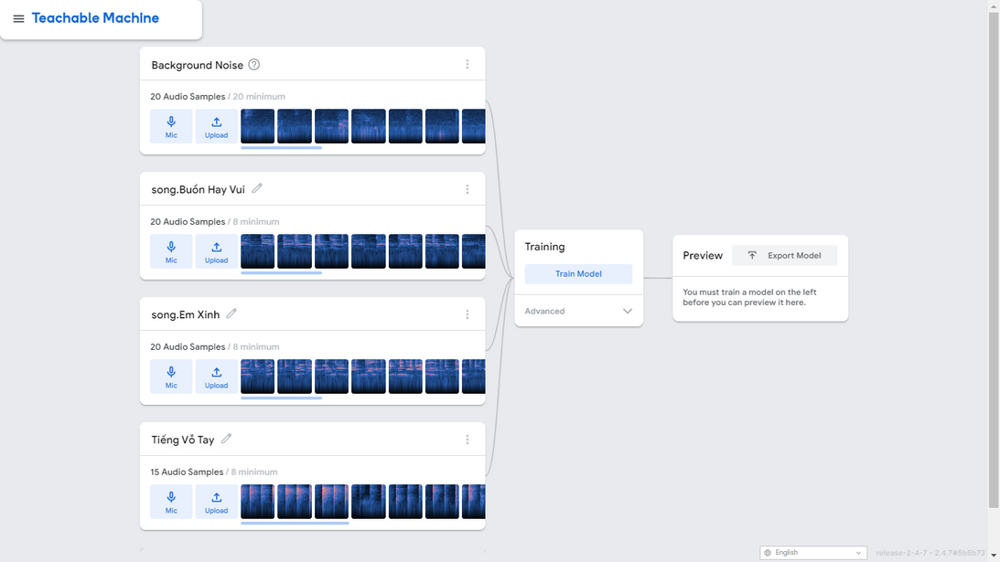 Teachable Machine
Background Noise
20 Audio Samples / 20 minimum
Mic
Upload
song.Buồn Hay Vui
20 Audio Samples / 8 minimum
Mic
Upload
song.Em Xinh
20 Audio Samples / 8 minimum
Mic
Upload
Tiếng Vỗ Tay
15 Audio Samples / 8 minimum
Mic
Upload
Training
Train Model
Advanced
Preview
Export Model
You must train a model on the left
before you can preview it here.
English
release-2-4-7 - 2.4.7#5b5b73